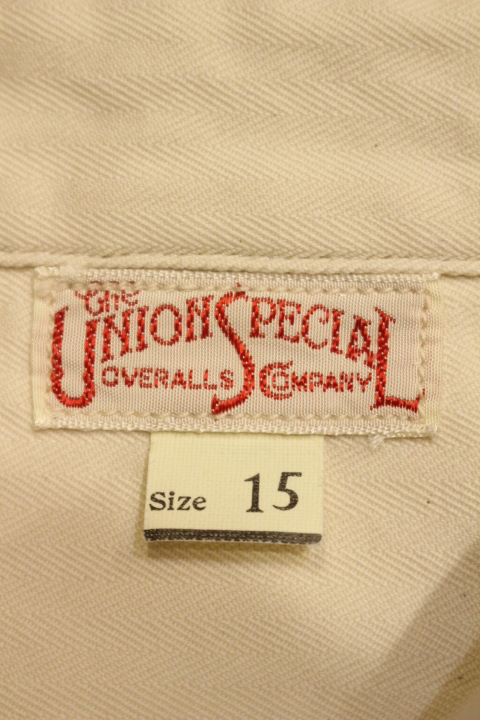 The
UNION SPECIAL
OVERALLS COMPANY
Size 15